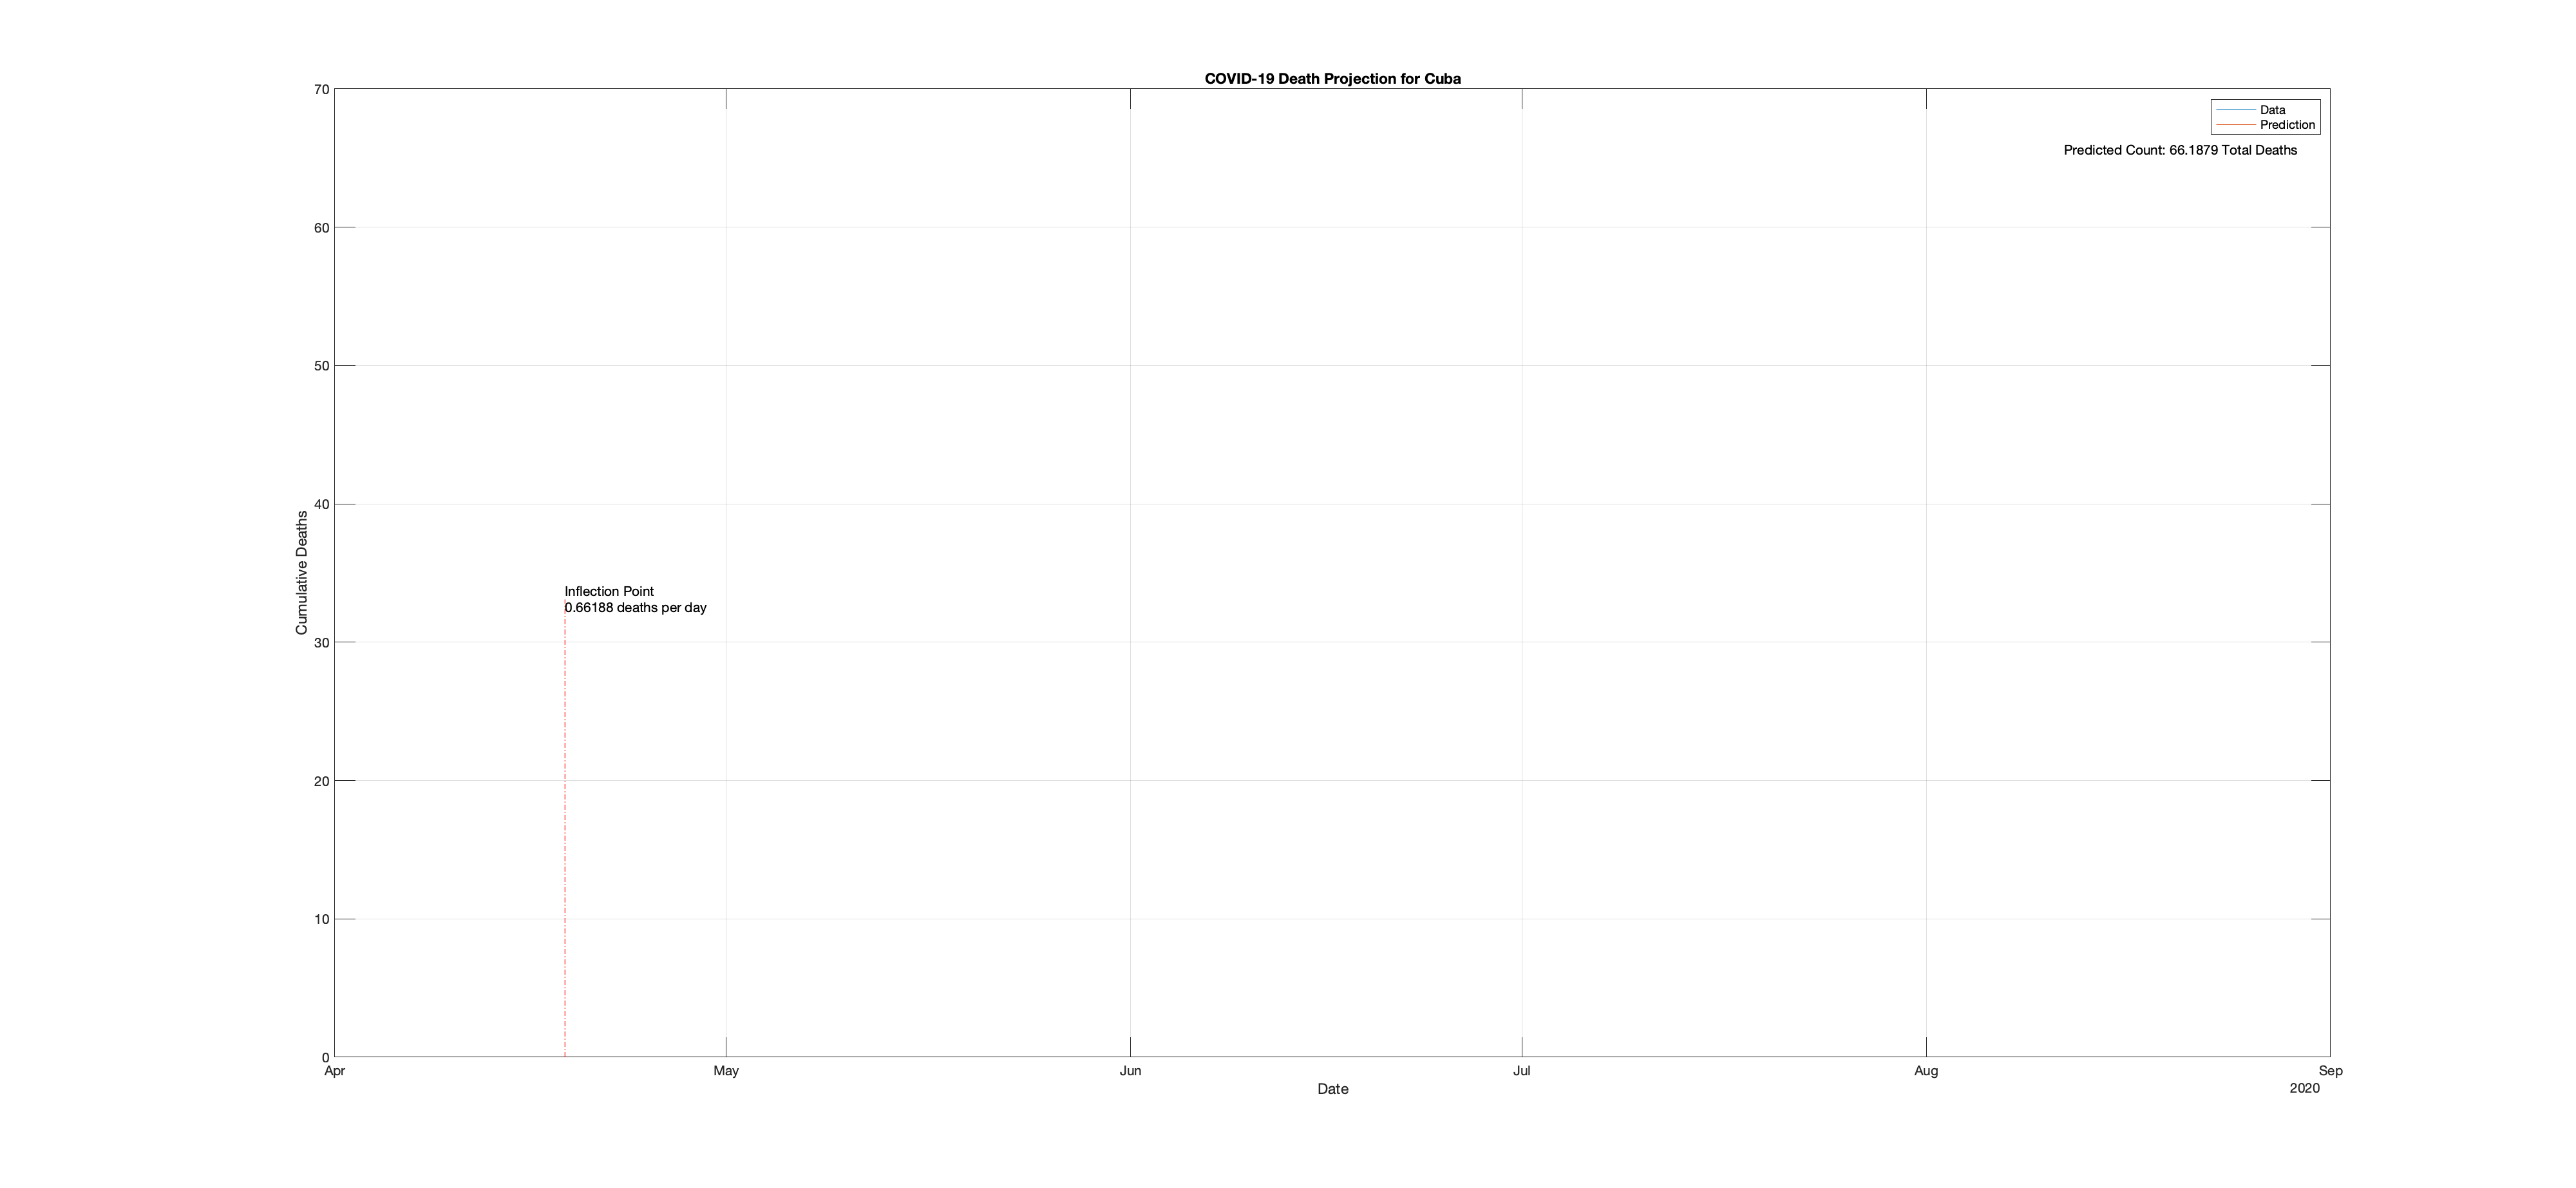 COVID-19 Death Projection for Cuba
70
60
50
40
30
20
10
0
Cumulative Deaths
Data
Prediction
Predicted Count: 66.1879 Total Deaths
Inflection Point
0.66188 deaths per day
Apr
May
Jun
Jul
Aug
Sep
Date
2020